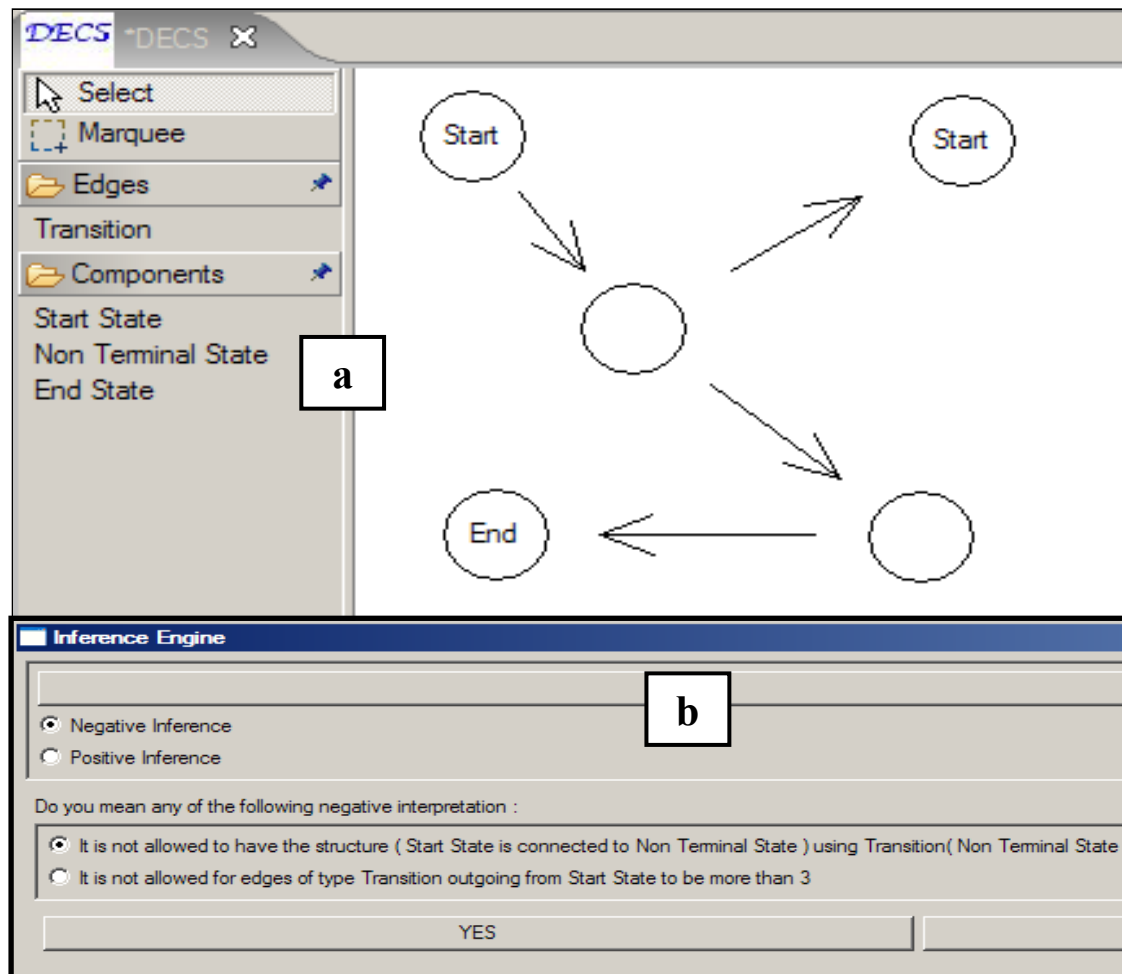 DECS *DECS
Select
Marquee
Edges
Transition
Components
Start State
Non Terminal State
End State
a
Start
Start
End
Inference Engine
b
Negative Inference
Positive Inference
Do you mean any of the following negative interpretation :
It is not allowed to have the structure ( Start State is connected to Non Terminal State ) using Transition( Non Terminal State
It is not allowed for edges of type Transition outgoing from Start State to be more than 3
YES